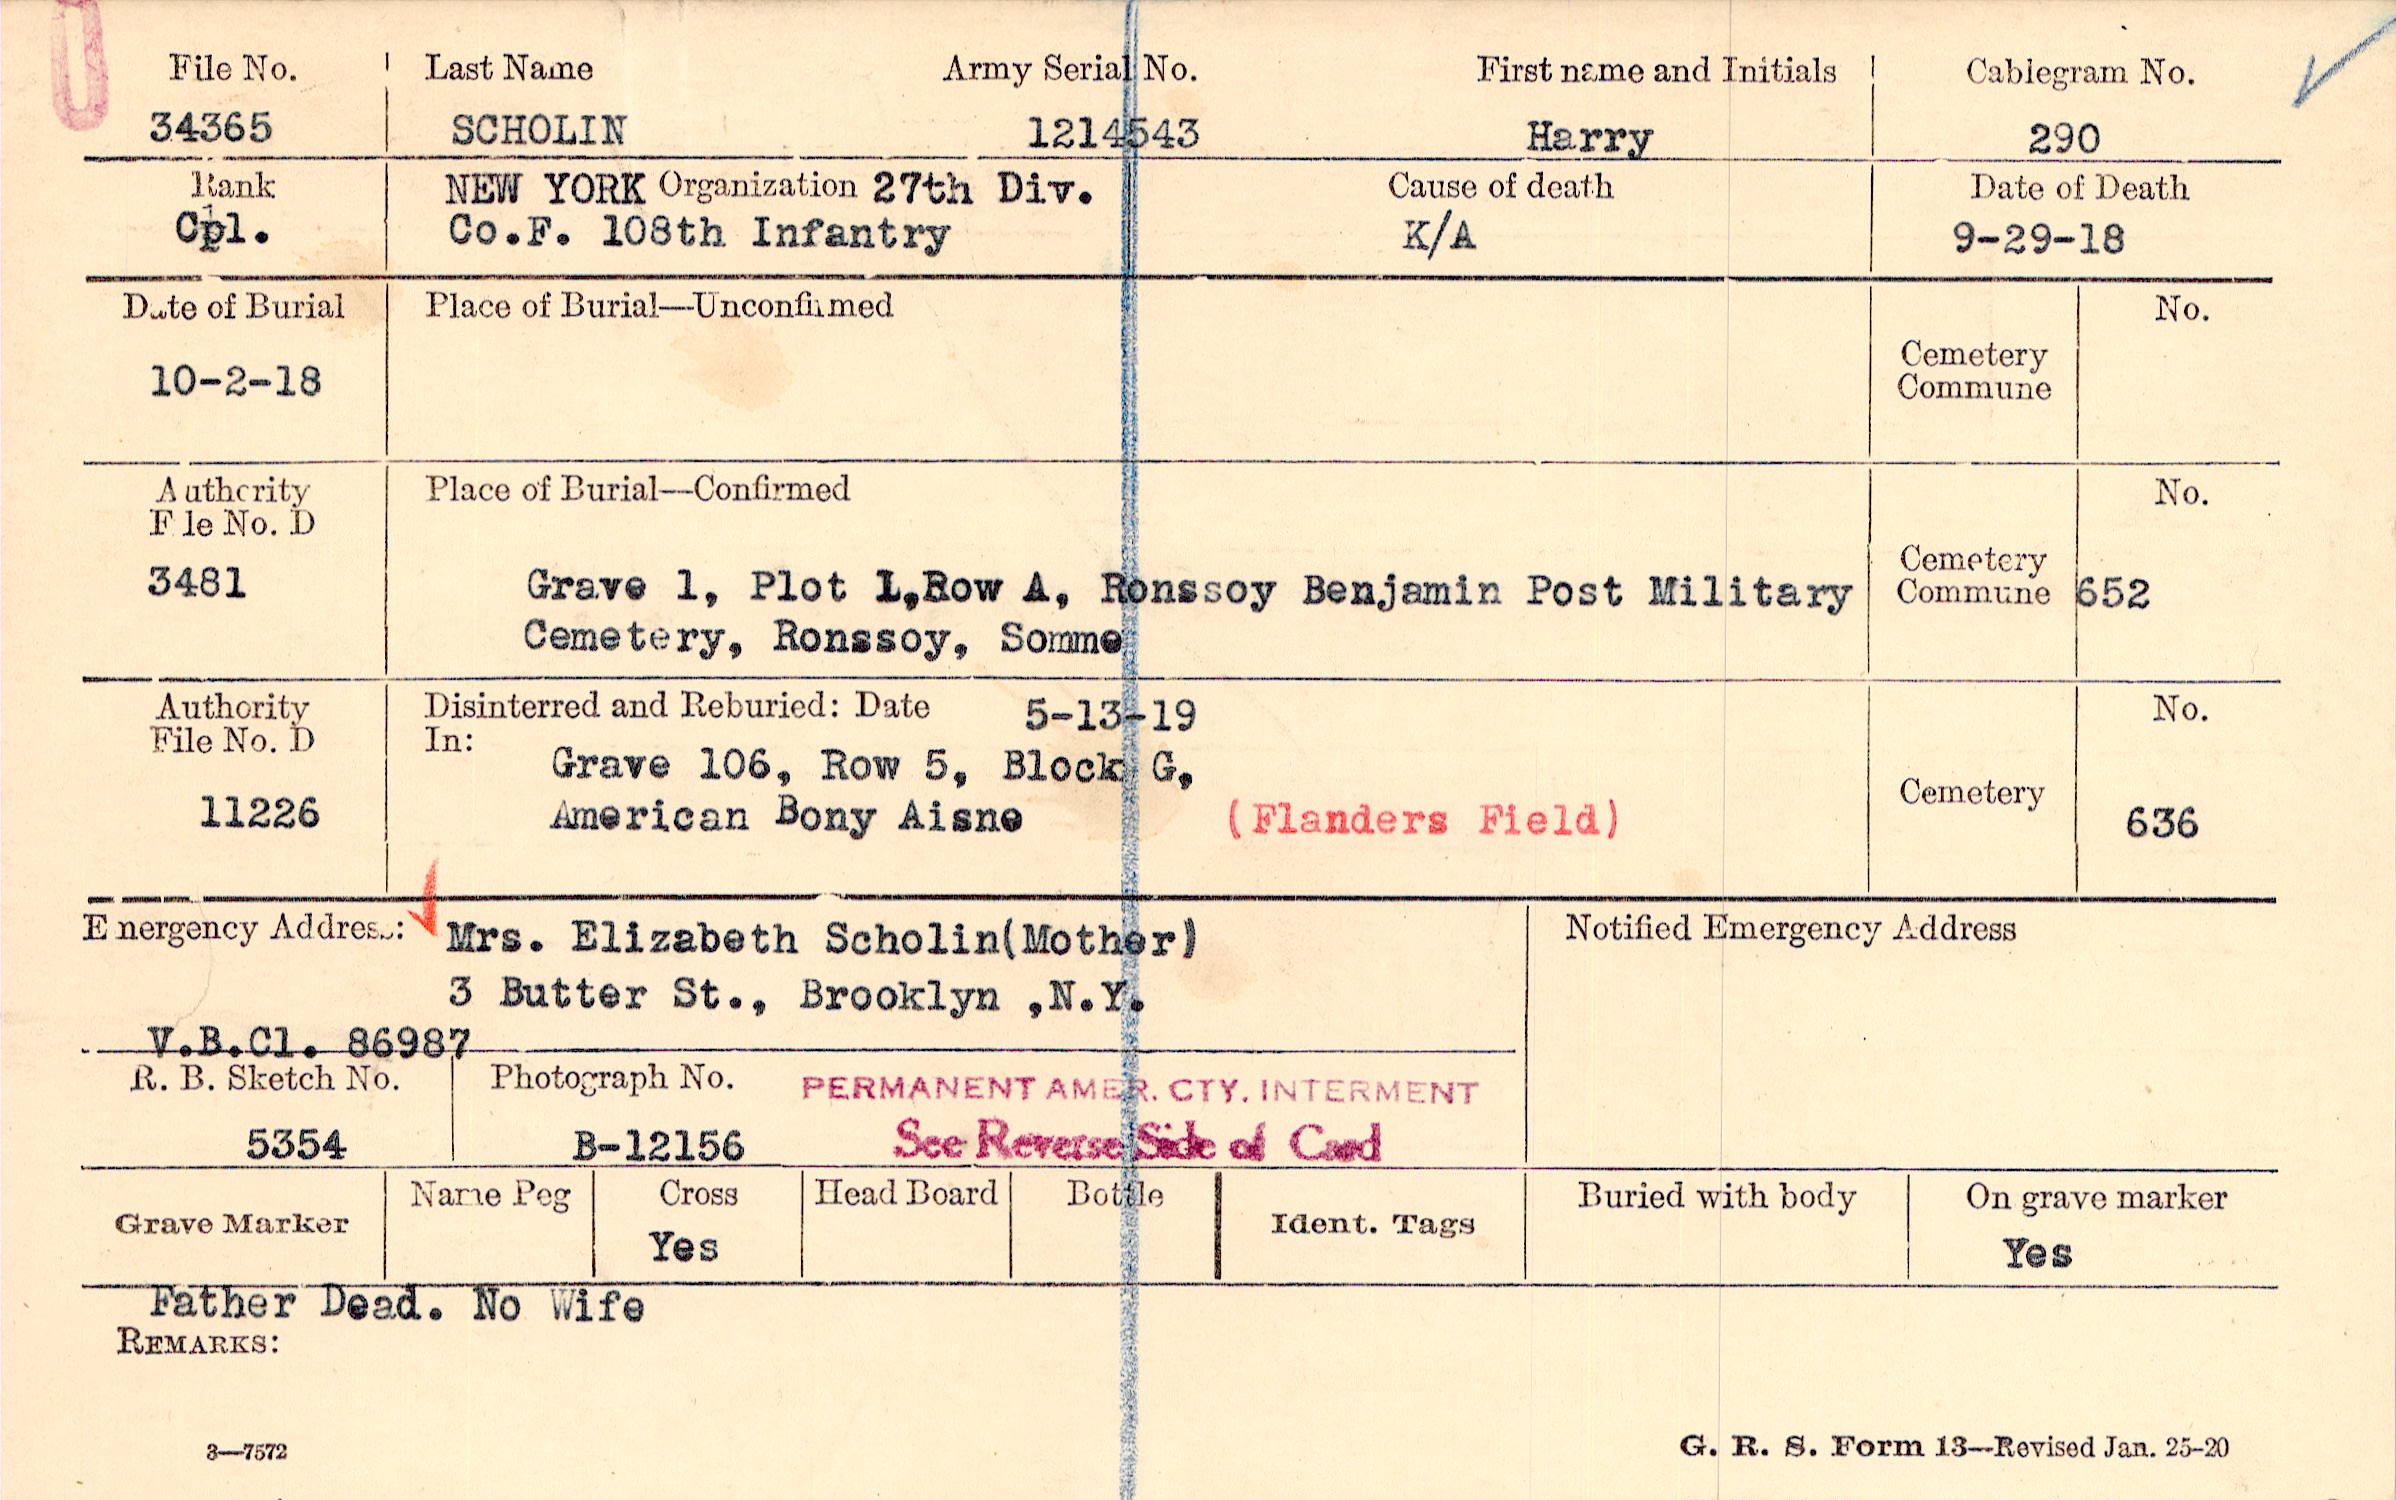 File No. Last Name Army Serial No. First name and Initials Cablegram No.
34365 SCHOLIN 1214543 Harry 290
Rank NEW YORK Organization 27th Div. Cause of death Date of Death
Cpl. Co.F. 108th Infantry K/A 9-29-18
Date of Burial Place of Burial—Unconfirmed No.
Cemetery
Commune
10-2-18
Authority Place of Burial—Confirmed No.
File No. D
Cemetery
3481 Grave 1, Plot 1,Row A, Ronssoy Benjamin Post Military Commune 652
Cemetery, Ronssoy, Somme
Authority Disinterred and Reburied: Date 5-13-19 No.
File No. D In:
Grave 106, Row 5, Block G,
11226 American Bony Aisne (Flanders Field) Cemetery 636
Emergency Address: Mrs. Elizabeth Scholin(Mother) Notified Emergency Address
3 Butter St., Brooklyn ,N.Y.
V.B.Cl. 86987
R. B. Sketch No. Photograph No. PERMANENT AMER. CTY. INTERMENT
5354 B-12156 See Reverse Side of Card
Grave Marker Name Peg Cross Head Board Bottle Ident. Tags Buried with body On grave marker
Yes Yes
Father Dead. No Wife
REMARKS:
3—7572 G. R. S. Form 13—Revised Jan. 25-20